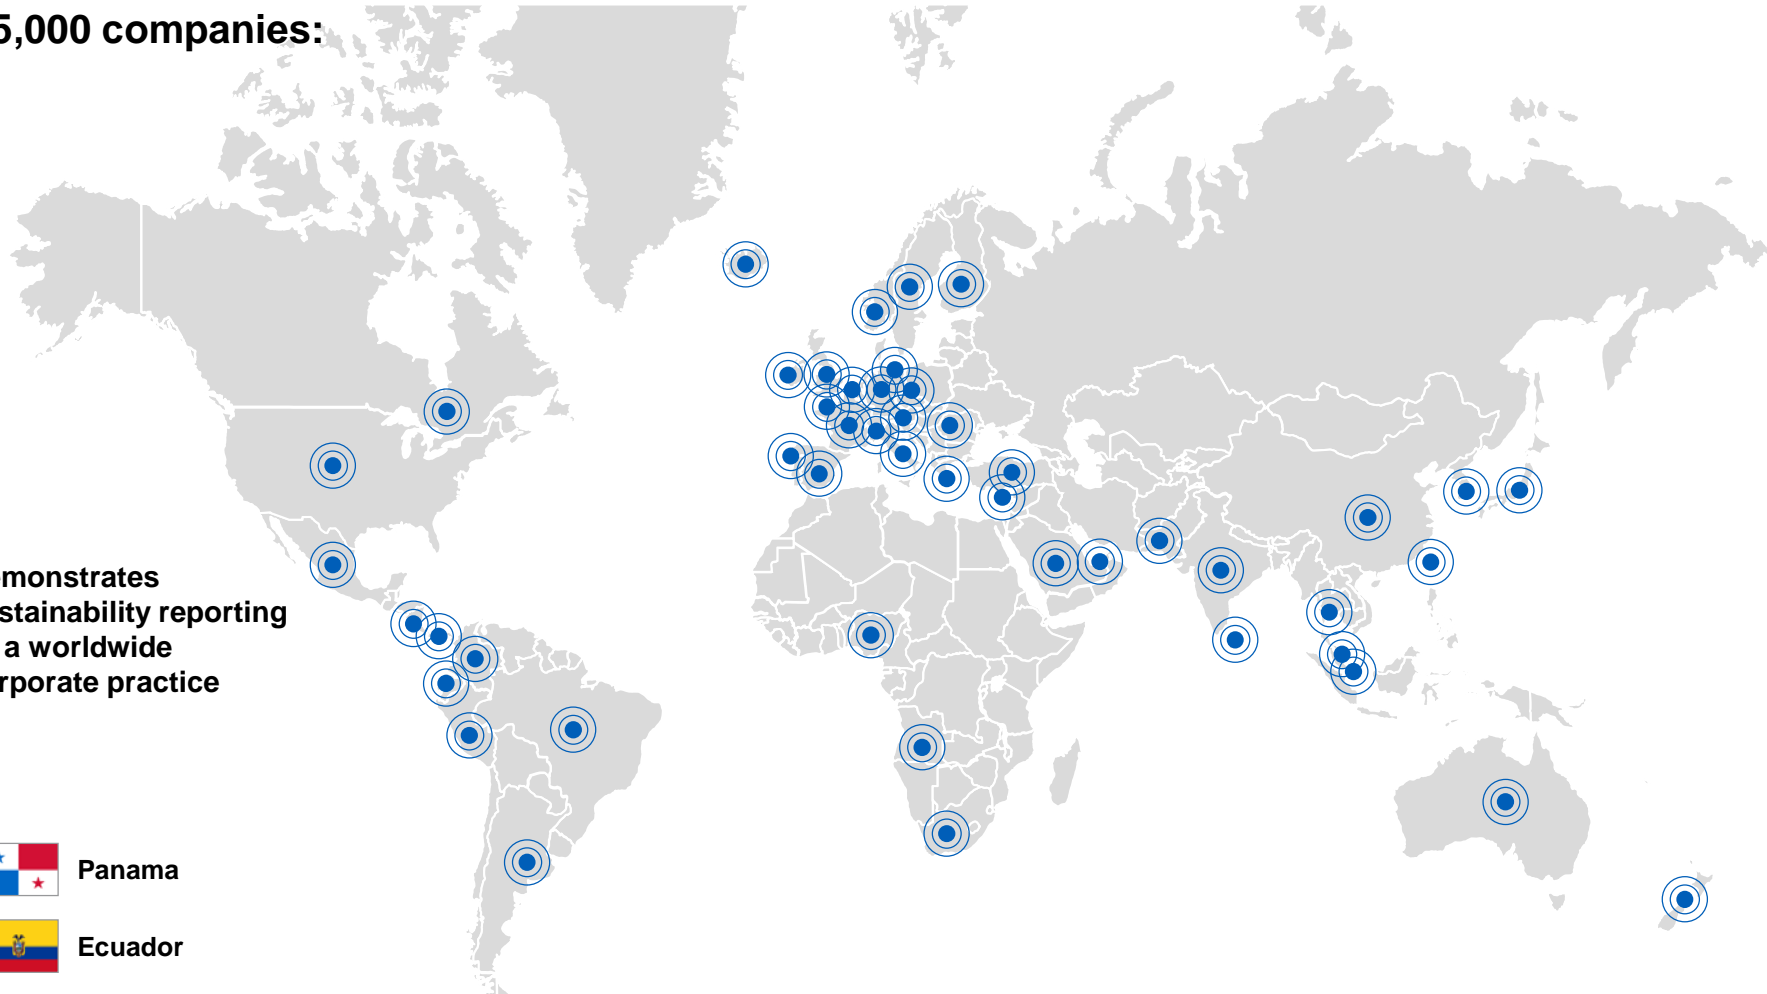 5,000 companies:
monstrates
stainability reporting
a worldwide
rporate practice
Panama
Ecuador